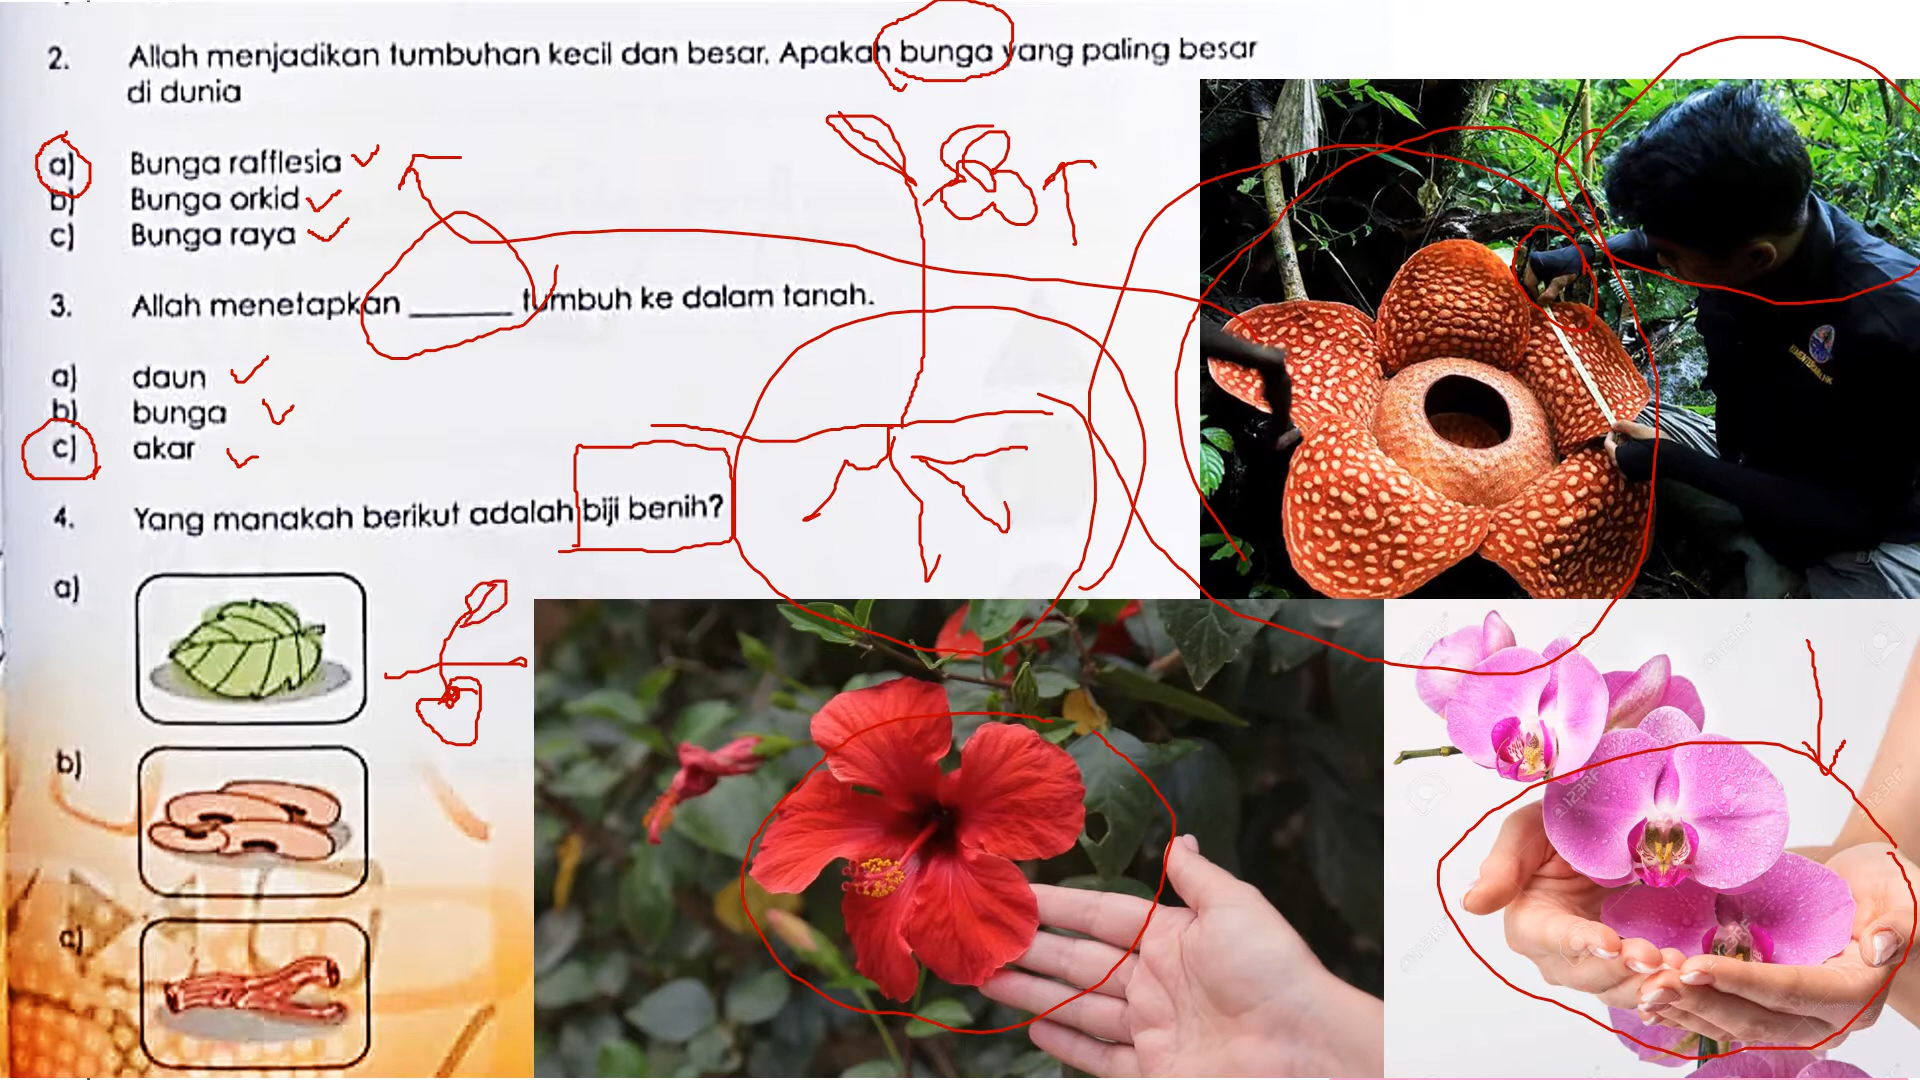 2. Allah menjadikan tumbuhan kecil dan besar. Apakah bunga yang paling besar
di dunia
a) Bunga rafflesia
b) Bunga orkid
c) Bunga raya
3. Allah menetapkan ______ tumbuh ke dalam tanah.
a) daun
b) bunga
c) akar
4. Yang manakah berikut adalah biji benih?
a)
b)
c)